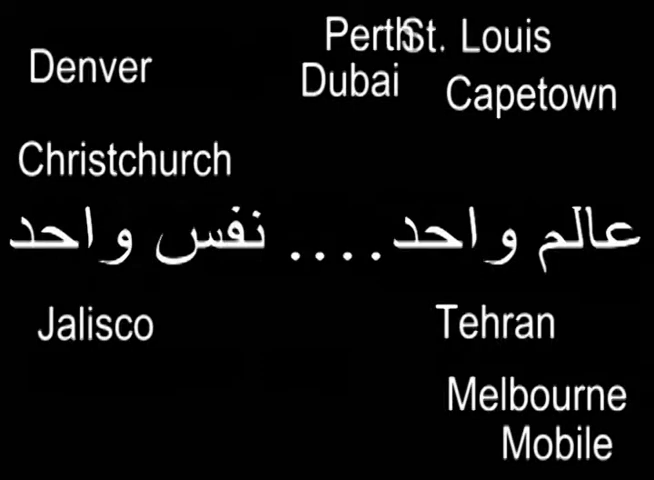 Perth
St. Louis
Denver
Dubai
Capetown
Christchurch
عالم واحد.... نفس واحد
Jalisco
Tehran
Melbourne
Mobile